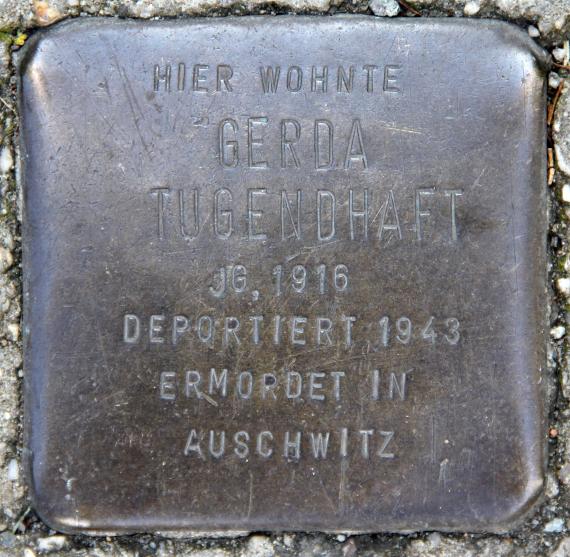 HIER WOHNTE
GERDA
TUGENDHAFT
JG. 1916
DEPORTIERT 1943
ERMORDET IN
AUSCHWITZ